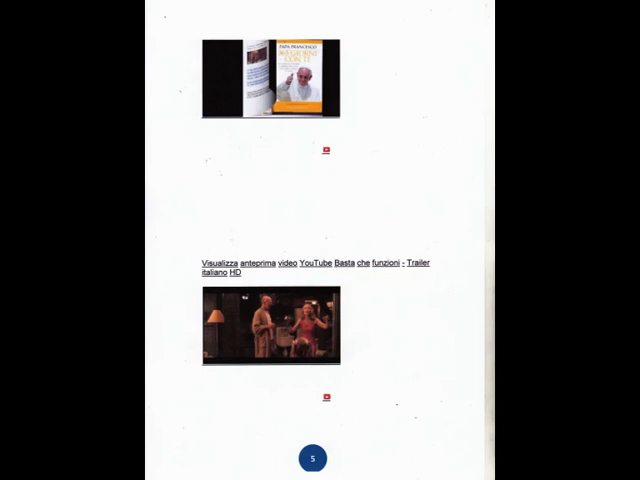 PAPA FRANCESCO
365 GIORNI
CON TE
Visualizza anteprima video YouTube Basta che funzioni - Trailer
italiano HD
5